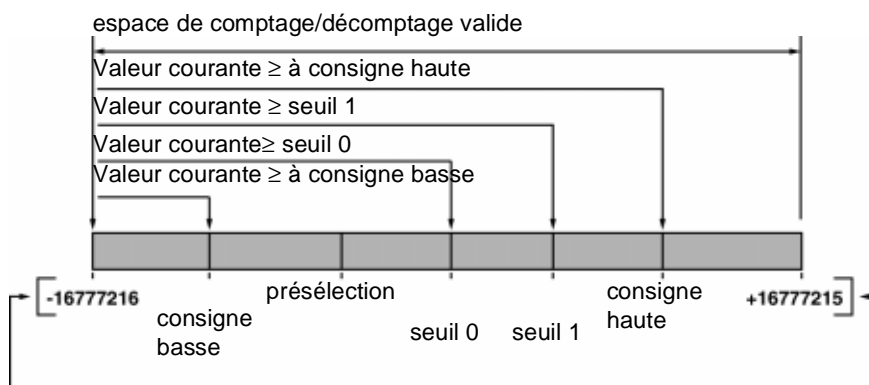 espace de comptage/décomptage valide
Valeur courante ≥ à consigne haute
Valeur courante ≥ seuil 1
Valeur courante≥ seuil 0
Valeur courante ≥ à consigne basse
-16777216
consigne
basse
présélection
seuil 0
seuil 1
consigne
haute
+16777215